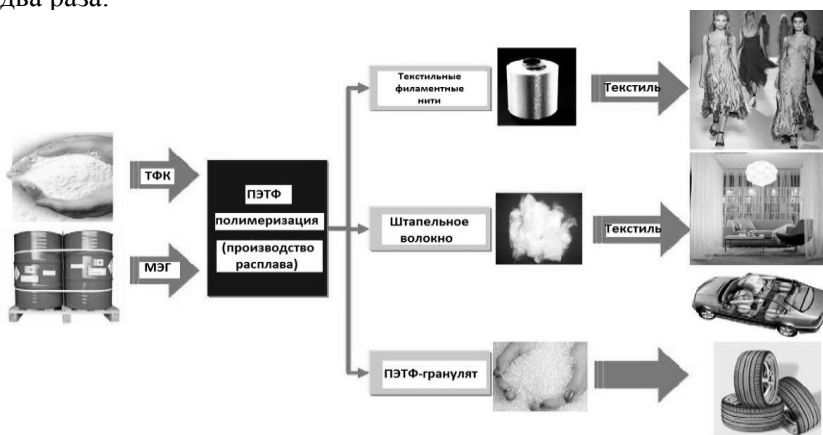 два раза.
Текстильные
филаментные
нити
Текстиль
ТФК
ПЭТФ
полимеризация
(производство
расплава)
МЭГ
Штапельное
волокно
Текстиль
ПЭТФ-гранулят